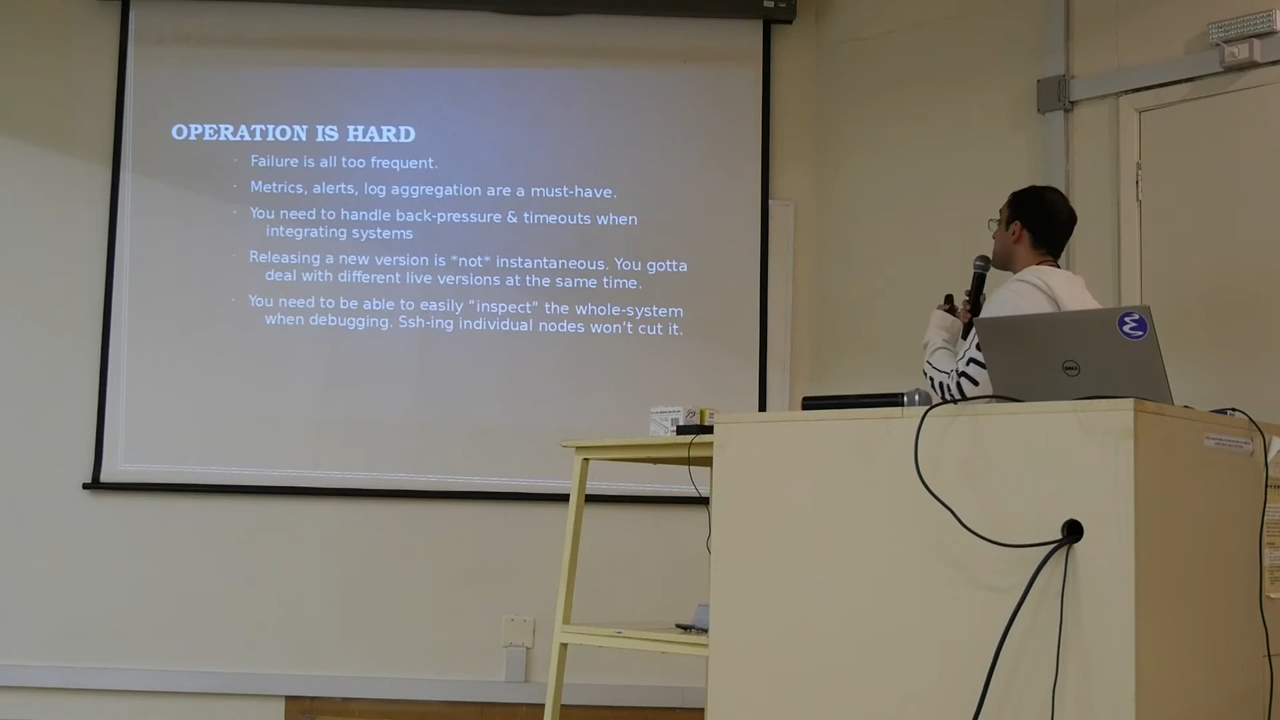 OPERATION IS HARD
· Failure is all too frequent.
· Metrics, alerts, log aggregation are a must-have.
· You need to handle back-pressure & timeouts when
integrating systems
· Releasing a new version is *not* instantaneous. You gotta
deal with different live versions at the same time.
· You need to be able to easily “inspect” the whole-system
when debugging. Ssh-ing individual nodes won’t cut it.
DELL